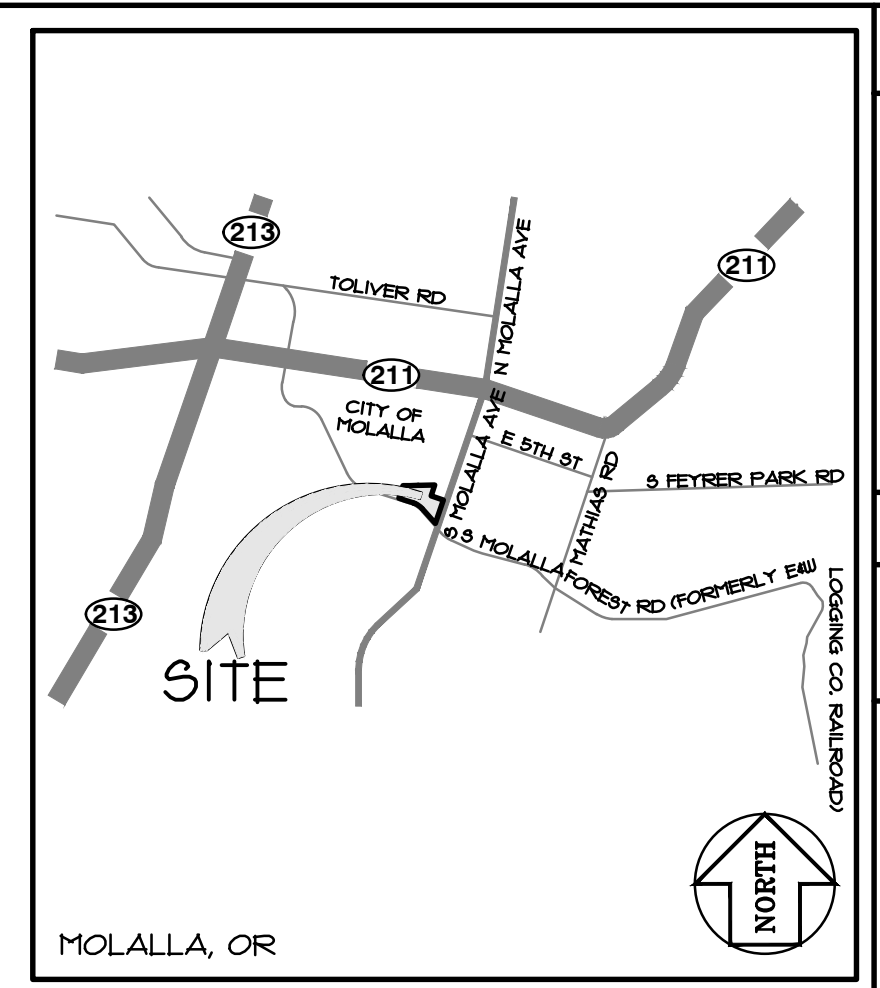 213
211
TOLIVER RD
N MOLALLA AVE
211
CITY OF
MOLALLA
S MOLALLA AVE
E 5TH ST
MATHIAS RD
S FEYRER PARK RD
S MOLALLA FOREST RD (FORMERLY E&W
LOGGING CO. RAILROAD)
213
SITE
NORTH
MOLALLA, OR